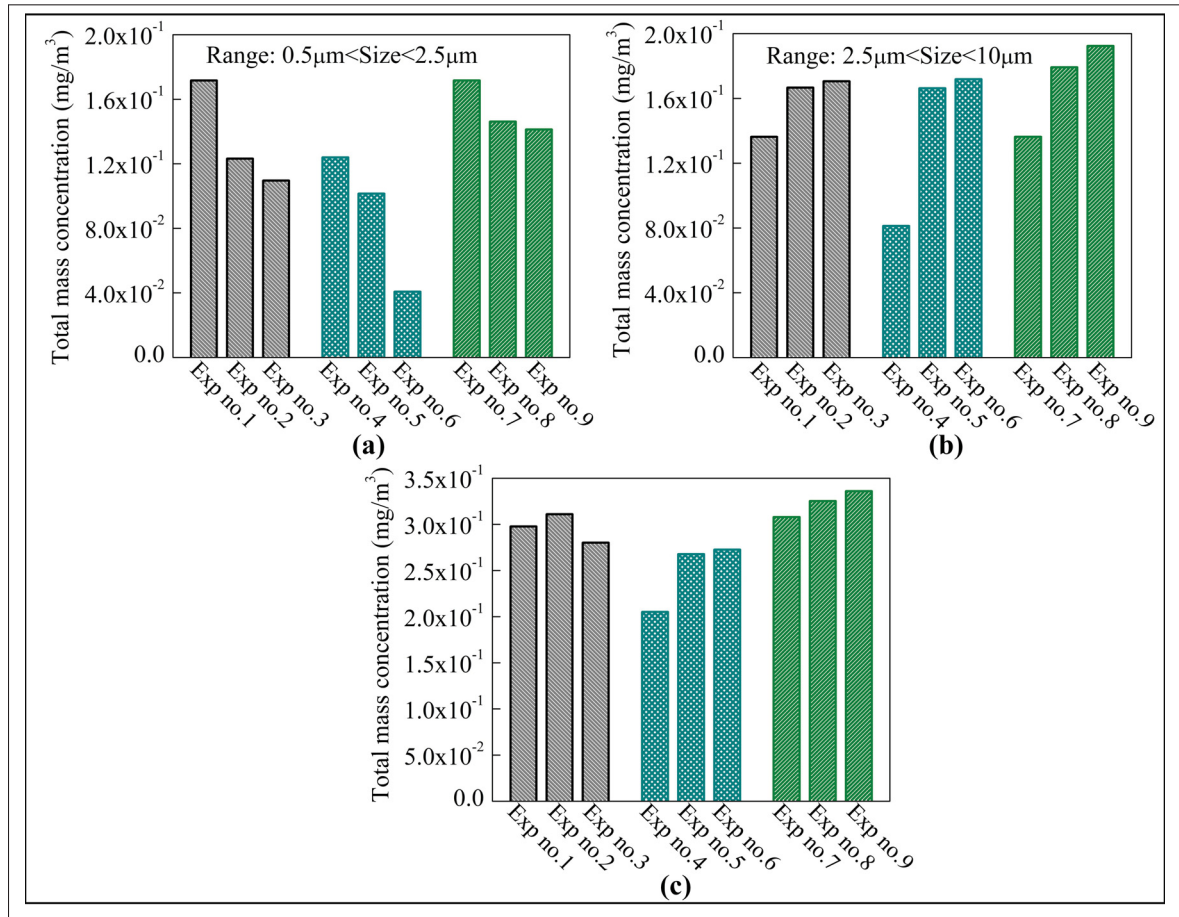 Total mass concentration (mg/m³)
Range: 0.5μm<Size<2.5μm
2.0x10⁻¹
1.6x10⁻¹
1.2x10⁻¹
8.0x10⁻²
4.0x10⁻²
0.0
Exp no.1
Exp no.2
Exp no.3
Exp no.4
Exp no.5
Exp no.6
Exp no.7
Exp no.8
Exp no.9
(a)
Total mass concentration (mg/m³)
Range: 2.5μm<Size<10μm
2.0x10⁻¹
1.6x10⁻¹
1.2x10⁻¹
8.0x10⁻²
4.0x10⁻²
0.0
Exp no.1
Exp no.2
Exp no.3
Exp no.4
Exp no.5
Exp no.6
Exp no.7
Exp no.8
Exp no.9
(b)
Total mass concentration (mg/m³)
3.5x10⁻¹
3.0x10⁻¹
2.5x10⁻¹
2.0x10⁻¹
1.5x10⁻¹
1.0x10⁻¹
5.0x10⁻²
0.0
Exp no.1
Exp no.2
Exp no.3
Exp no.4
Exp no.5
Exp no.6
Exp no.7
Exp no.8
Exp no.9
(c)